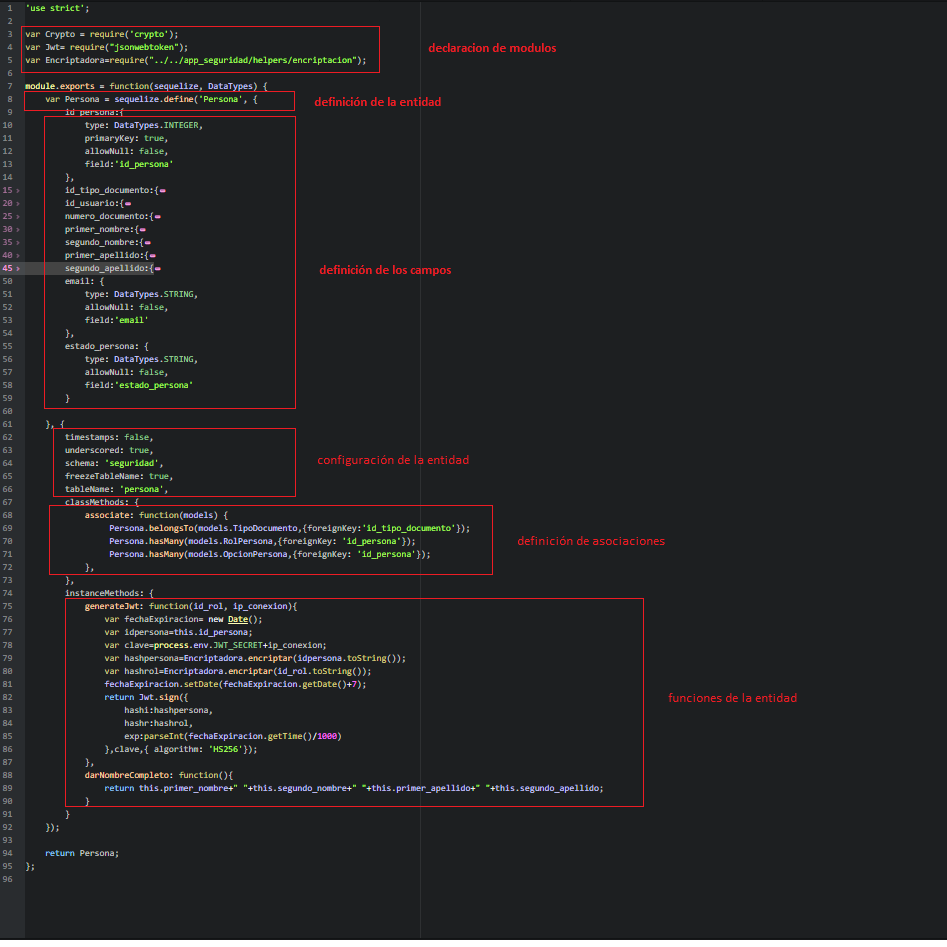 1 'use strict';
2
3 var Crypto = require('crypto');
4 var Jwt= require("jsonwebtoken");
declaracion de modulos
5 var Encriptadora=require("../../app_seguridad/helpers/encriptacion");
6
7 module.exports = function(sequelize, DataTypes) {
8 var Persona = sequelize.define('Persona', {
definición de la entidad
9 id_persona:{
10 type: DataTypes.INTEGER,
11 primaryKey: true,
12 allowNull: false,
13 field:'id_persona'
14 },
15 id_tipo_documento:{
20 id_usuario:{
25 numero_documento:{
30 primer_nombre:{
35 segundo_nombre:{
40 primer_apellido:{
45 segundo_apellido:{
definición de los campos
50 email: {
51 type: DataTypes.STRING,
52 allowNull: false,
53 field:'email'
54 },
55 estado_persona: {
56 type: DataTypes.STRING,
57 allowNull: false,
58 field:'estado_persona'
59 }
60
61 }, {
62 timestamps: false,
63 underscored: true,
64 schema: 'seguridad',
configuración de la entidad
65 freezeTableName: true,
66 tableName: 'persona',
67 classMethods: {
68 associate: function(models) {
69 Persona.belongsTo(models.TipoDocumento,{foreignKey:'id_tipo_documento'});
70 Persona.hasMany(models.RolPersona,{foreignKey: 'id_persona'});
definición de asociaciones
71 Persona.hasMany(models.OpcionPersona,{foreignKey: 'id_persona'});
72 },
73 },
74 instanceMethods: {
75 generateJwt: function(id_rol, ip_conexion){
76 var fechaExpiracion= new Date();
77 var idpersona=this.id_persona;
78 var clave=process.env.JWT_SECRET+ip_conexion;
79 var hashpersona=Encriptadora.encriptar(idpersona.toString());
80 var hashrol=Encriptadora.encriptar(id_rol.toString());
81 fechaExpiracion.setDate(fechaExpiracion.getDate()+7);
82 return Jwt.sign({
funciones de la entidad
83 hashi:hashpersona,
84 hashr:hashrol,
85 exp:parseInt(fechaExpiracion.getTime()/1000)
86 },clave,{ algorithm: 'HS256'});
87 },
88 darNombreCompleto: function(){
89 return this.primer_nombre+" "+this.segundo_nombre+" "+this.primer_apellido+" "+this.segundo_apellido;
90 }
91 }
92 });
93
94 return Persona;
95 };
96